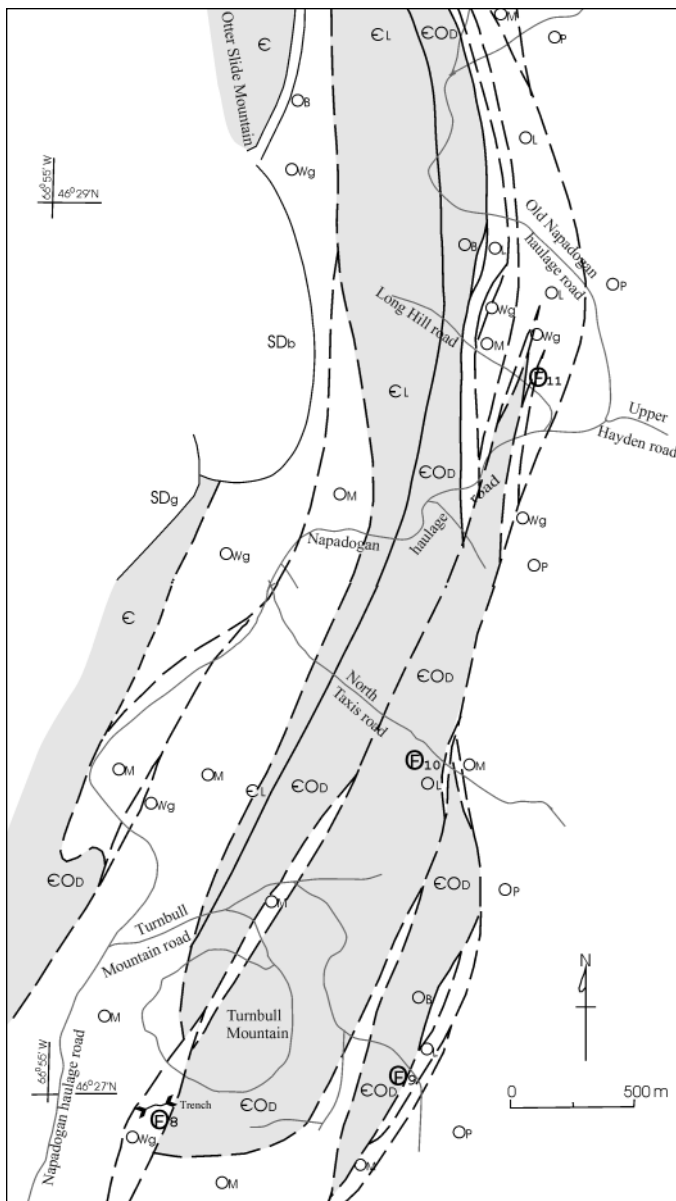 Otter Slide Mountain
Є
ЄL
ЄOD
OM
OP
OB
OL
OWg
66° 55' W
46° 29'N
Old Napadogan
haulage road
OB
OL
OP
OL
Long Hill road
OWg
OWg
OM
SDb
F11
ЄL
Upper
Hayden road
ЄOD
SDg
OM
road
haulage
Napadogan
OWg
OWg
OP
Є
ЄOD
North
Taxis road
F10
OM
OM
OM
OL
ЄL
ЄOD
OWg
ЄOD
ЄOD
OP
OM
Turnbull
Mountain road
N
OB
OM
Turnbull
Mountain
OL
66° 55' W
46° 27'N
F9
ЄOD
0 500 m
Trench
ЄOD
F8
OWg
OP
OM
OM
Napadogan haulage road